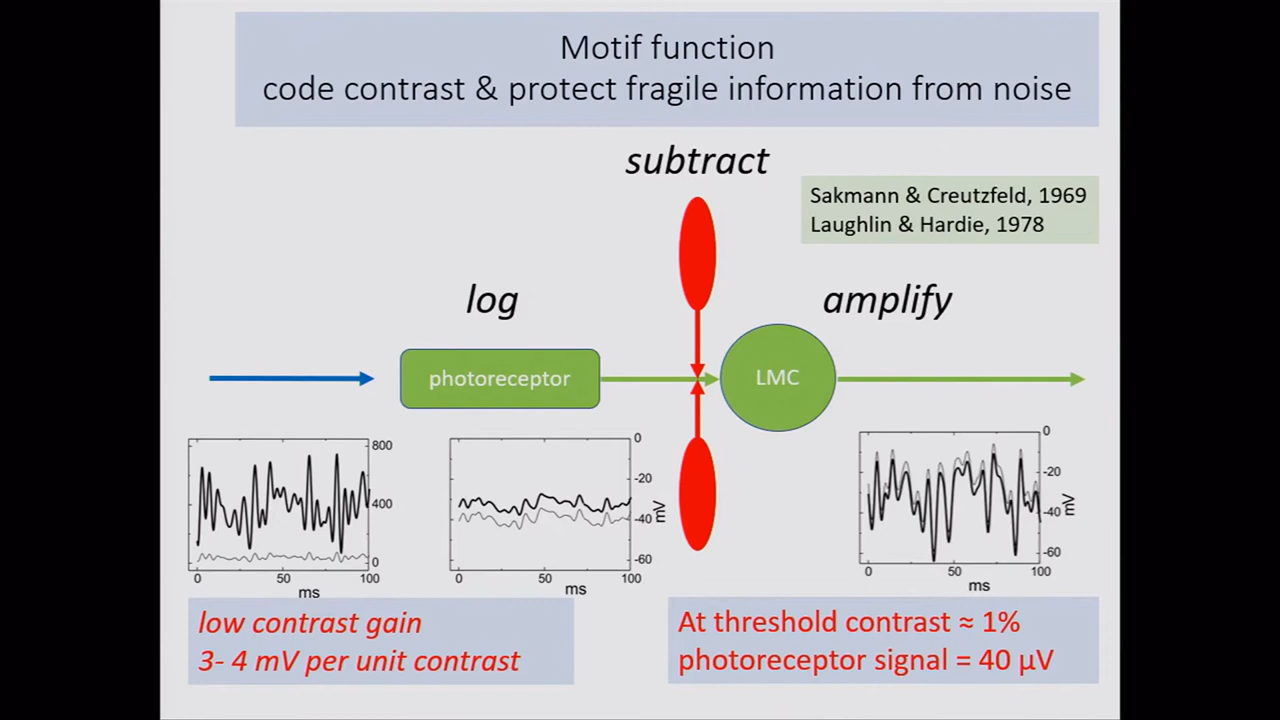 Motif function
code contrast & protect fragile information from noise
subtract
Sakmann & Creutzfeld, 1969
Laughlin & Hardie, 1978
log
amplify
photoreceptor
LMC
800
400
0
0
50
100
ms
0
-20
-40
-60
mV
0
50
100
ms
0
-20
-40
-60
mV
0
50
100
ms
low contrast gain
3- 4 mV per unit contrast
At threshold contrast ≈ 1%
photoreceptor signal = 40 µV